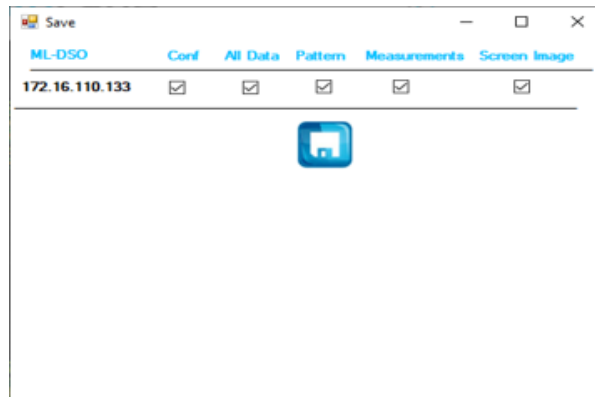 Save
ML-DSO Conf All Data Pattern Measurements Screen Image
172.16.110.133